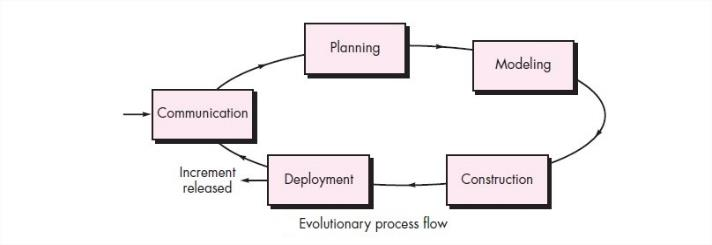 Planning
Modeling
Communication
Increment
released
Deployment
Construction
Evolutionary process flow